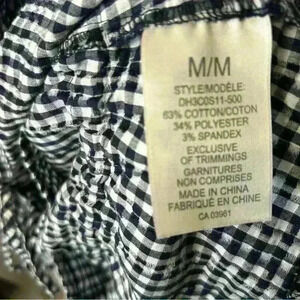 M/M
STYLE/MODÈLE:
DH3C0S11-500
63% COTTON/COTON
34% POLYESTER
3% SPANDEX
EXCLUSIVE
OF TRIMMINGS
GARNITURES
NON COMPRISES
MADE IN CHINA
FABRIQUÉ EN CHINE
CA 03961